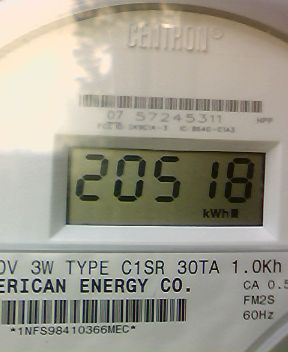 CENTRON®
07 57245311 HPP
20518
kWh
0V 3W TYPE C1SR 30TA 1.0Kh
ERICAN ENERGY CO.
CA 0.5
FM2S
60Hz
*1NFS98410366MEC*